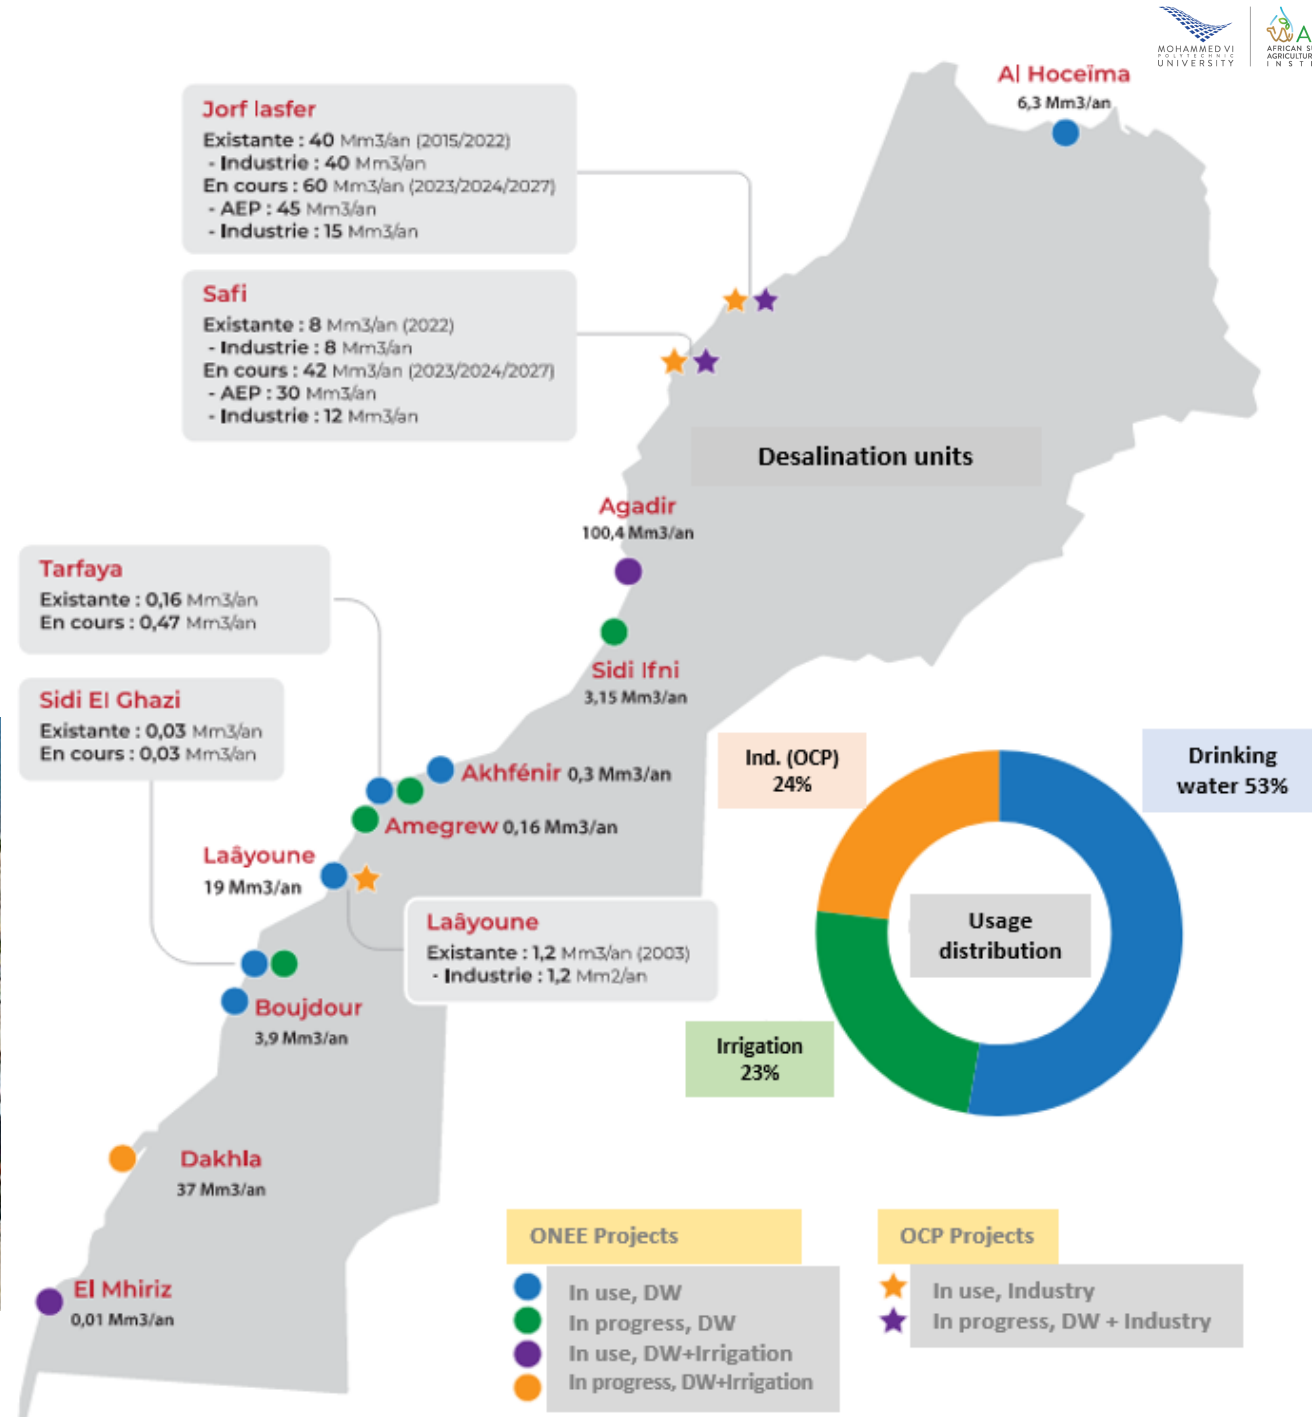 MOHAMMED VI
POLYTECHNIC
UNIVERSITY
Al Hoceïma
6,3 Mm3/an
Jorf lasfer
Existante : 40 Mm3/an (2015/2022)
- Industrie : 40 Mm3/an
En cours : 60 Mm3/an (2023/2024/2027)
- AEP : 45 Mm3/an
- Industrie : 15 Mm3/an
Safi
Existante : 8 Mm3/an (2022)
- Industrie : 8 Mm3/an
En cours : 42 Mm3/an (2023/2024/2027)
- AEP : 30 Mm3/an
- Industrie : 12 Mm3/an
Desalination units
Agadir
100,4 Mm3/an
Tarfaya
Existante : 0,16 Mm3/an
En cours : 0,47 Mm3/an
Sidi Ifni
3,15 Mm3/an
Sidi El Ghazi
Existante : 0,03 Mm3/an
En cours : 0,03 Mm3/an
Akhfénir 0,3 Mm3/an
Amegrew 0,16 Mm3/an
Laâyoune
19 Mm3/an
Laâyoune
Existante : 1,2 Mm3/an (2003)
- Industrie : 1,2 Mm2/an
Boujdour
3,9 Mm3/an
Dakhla
37 Mm3/an
El Mhiriz
0,01 Mm3/an
Ind. (OCP)
24%
Drinking
water 53%
Usage
distribution
Irrigation
23%
ONEE Projects
In use, DW
In progress, DW
In use, DW+Irrigation
In progress, DW+Irrigation
OCP Projects
In use, Industry
In progress, DW + Industry